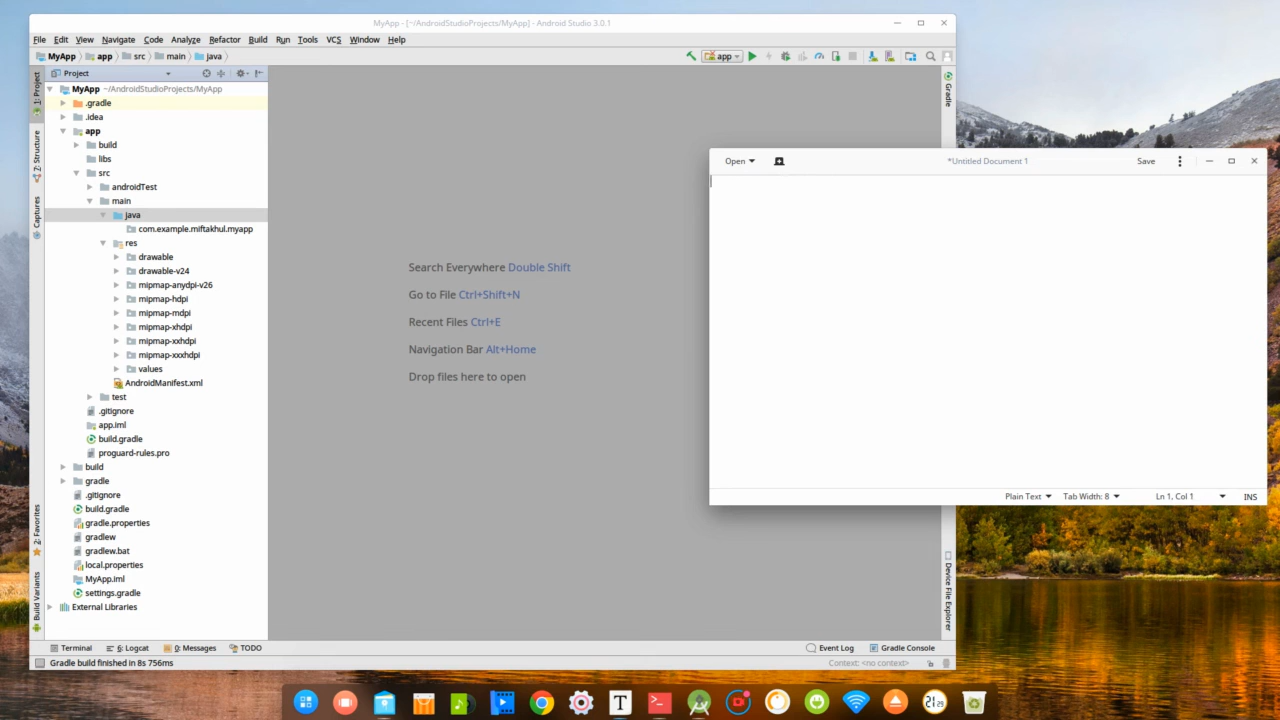 MyApp - [~/AndroidStudioProjects/MyApp] - Android Studio 3.0.1
File Edit View Navigate Code Analyze Refactor Build Run Tools VCS Window Help
MyApp app src main java
app
1: Project
Z: Structure
Captures
2: Favorites
Build Variants
Project
MyApp ~/AndroidStudioProjects/MyApp
.gradle
.idea
app
build
libs
src
androidTest
main
java
com.example.miftakhul.myapp
res
drawable
drawable-v24
mipmap-anydpi-v26
mipmap-hdpi
mipmap-mdpi
mipmap-xhdpi
mipmap-xxhdpi
mipmap-xxxhdpi
values
AndroidManifest.xml
test
.gitignore
app.iml
build.gradle
proguard-rules.pro
build
gradle
.gitignore
build.gradle
gradle.properties
gradlew
gradlew.bat
local.properties
MyApp.iml
settings.gradle
External Libraries
Search Everywhere Double Shift
Go to File Ctrl+Shift+N
Recent Files Ctrl+E
Navigation Bar Alt+Home
Drop files here to open
Gradle
Device File Explorer
Open *Untitled Document 1 Save
Plain Text Tab Width: 8 Ln 1, Col 1 INS
Terminal 6: Logcat 0: Messages TODO Event Log Gradle Console
Gradle build finished in 8s 756ms Context: <no context>
T
21 29